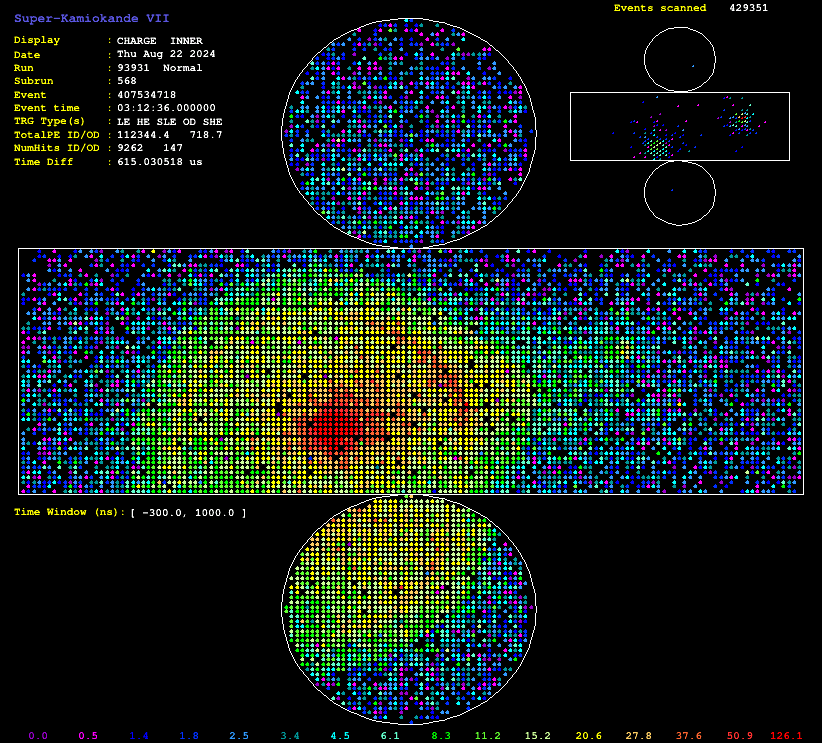 Super-Kamiokande VII
Events scanned 429351
Display : CHARGE INNER
Date : Thu Aug 22 2024
Run : 93931 Normal
Subrun : 568
Event : 407534718
Event time : 03:12:36.000000
TRG Type(s) : LE HE SLE OD SHE
TotalPE ID/OD : 112344.4 718.7
NumHits ID/OD : 9262 147
Time Diff : 615.030518 us
Time Window (ns): [ -300.0, 1000.0 ]
0.0 0.5 1.4 1.8 2.5 3.4 4.5 6.1 8.3 11.2 15.2 20.6 27.8 37.6 50.9 126.1